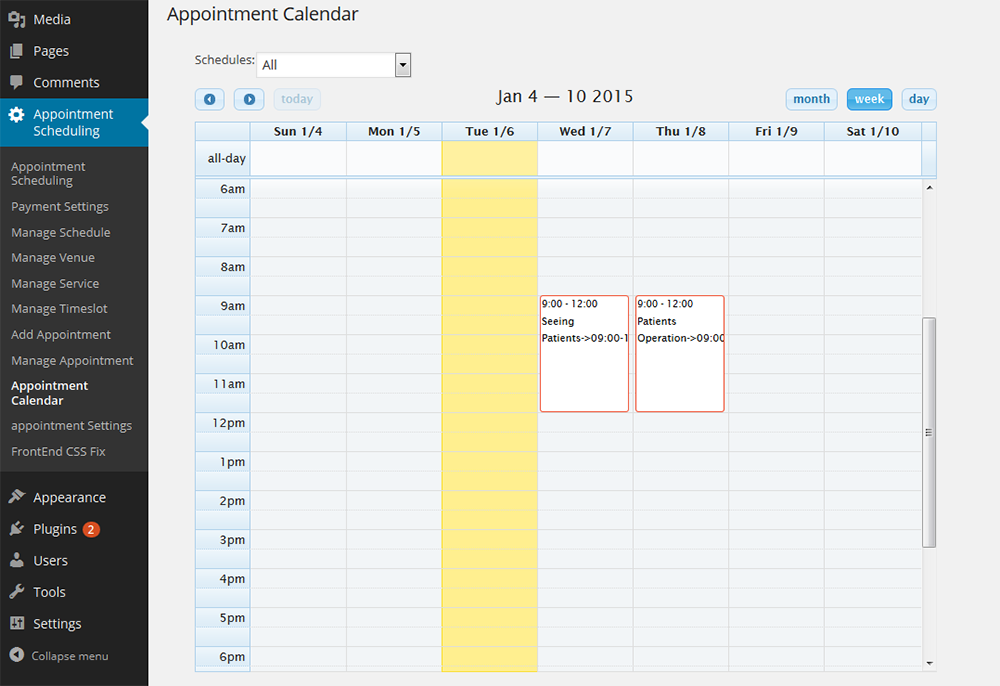 Media
Pages
Comments
Appointment
Scheduling
Appointment
Scheduling
Payment Settings
Manage Schedule
Manage Venue
Manage Service
Manage Timeslot
Add Appointment
Manage Appointment
Appointment
Calendar
appointment Settings
FrontEnd CSS Fix
Appearance
Plugins 2
Users
Tools
Settings
Collapse menu
Appointment Calendar
Schedules: All
today
Jan 4 — 10 2015
month week day
Sun 1/4 Mon 1/5 Tue 1/6 Wed 1/7 Thu 1/8 Fri 1/9 Sat 1/10
all-day
6am
7am
8am
9am
10am
11am
12pm
1pm
2pm
3pm
4pm
5pm
6pm
9:00 - 12:00
Seeing
Patients->09:00-1
9:00 - 12:00
Patients
Operation->09:00